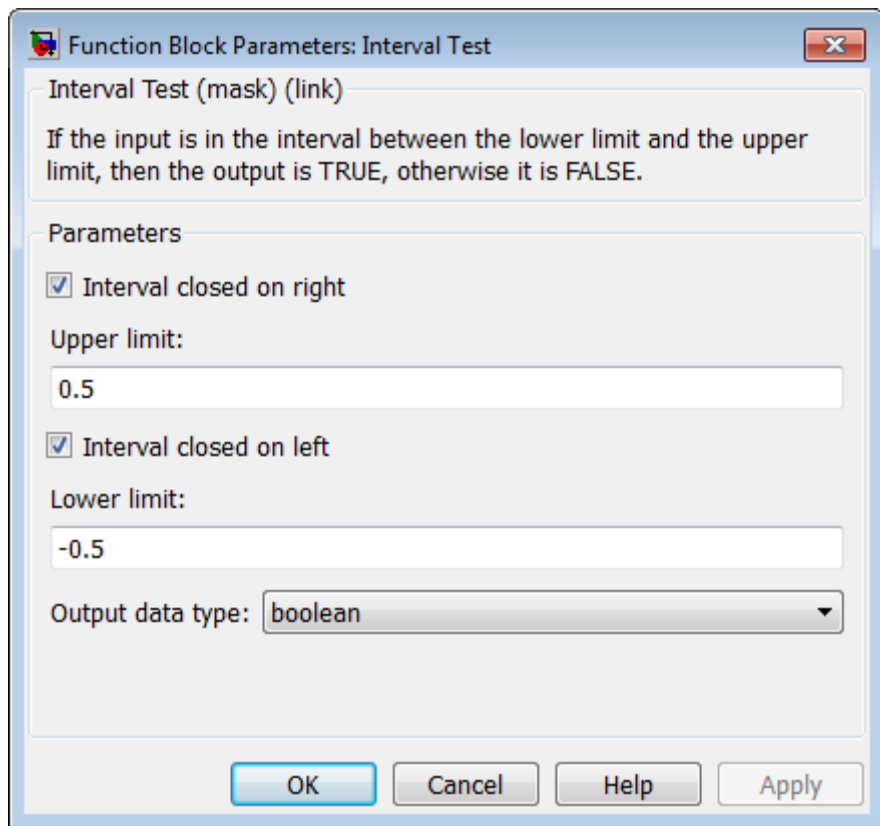 Function Block Parameters: Interval Test
Interval Test (mask) (link)
If the input is in the interval between the lower limit and the upper
limit, then the output is TRUE, otherwise it is FALSE.
Parameters
Interval closed on right
Upper limit:
0.5
Interval closed on left
Lower limit:
-0.5
Output data type: boolean
OK Cancel Help Apply